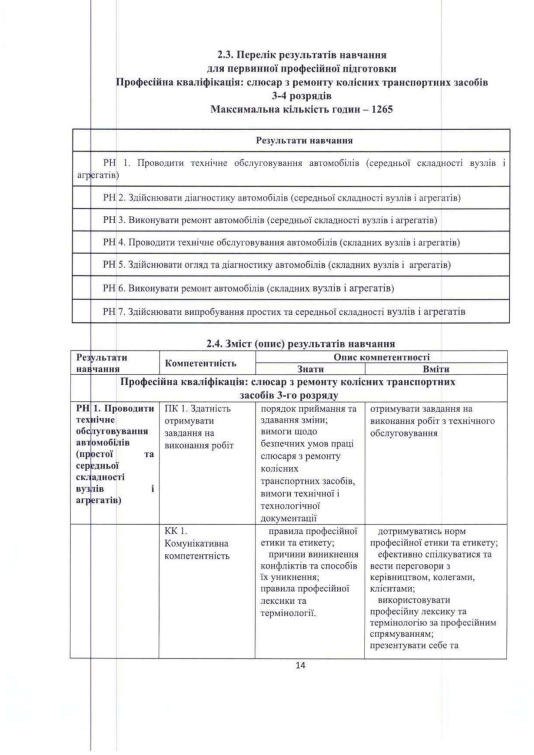 2.3. Перелік результатів навчання
для первинної професійної підготовки
Професійна кваліфікація: слюсар з ремонту колісних транспортних засобів
3-4 розрядів
Максимальна кількість годин – 1265
Результати навчання
РН 1. Проводити технічне обслуговування автомобілів (середньої складності вузлів і
агрегатів)
РН 2. Здійснювати діагностику автомобілів (середньої складності вузлів і агрегатів)
РН 3. Виконувати ремонт автомобілів (середньої складності вузлів і агрегатів)
РН 4. Проводити технічне обслуговування автомобілів (складних вузлів і агрегатів)
РН 5. Здійснювати огляд та діагностику автомобілів (складних вузлів і агрегатів)
РН 6. Виконувати ремонт автомобілів (складних вузлів і агрегатів)
РН 7. Здійснювати випробування простих та середньої складності вузлів і агрегатів
2.4. Зміст (опис) результатів навчання
Результати
навчання
Компетентність
Опис компетентності
Знати
Вміти
Професійна кваліфікація: слюсар з ремонту колісних транспортних
засобів 3-го розряду
РН 1. Проводити
технічне
обслуговування
автомобілів
(простої та
середньої
складності
вузлів і
агрегатів)
ПК 1. Здатність
отримувати
завдання на
виконання робіт
порядок приймання та
здавання зміни;
вимоги щодо
безпечних умов праці
слюсаря з ремонту
колісних
транспортних засобів,
вимоги технічної і
технологічної
документації
отримувати завдання на
виконання робіт з технічного
обслуговування
КК 1.
Комунікативна
компетентність
правила професійної
етики та етикету;
причини виникнення
конфліктів та способів
їх уникнення;
правила професійної
лексики та
термінології.
дотримуватись норм
професійної етики та етикету;
ефективно спілкуватися та
вести переговори з
керівництвом, колегами,
клієнтами;
використовувати
професійну лексику та
термінологію за професійним
спрямуванням;
презентувати себе та
14